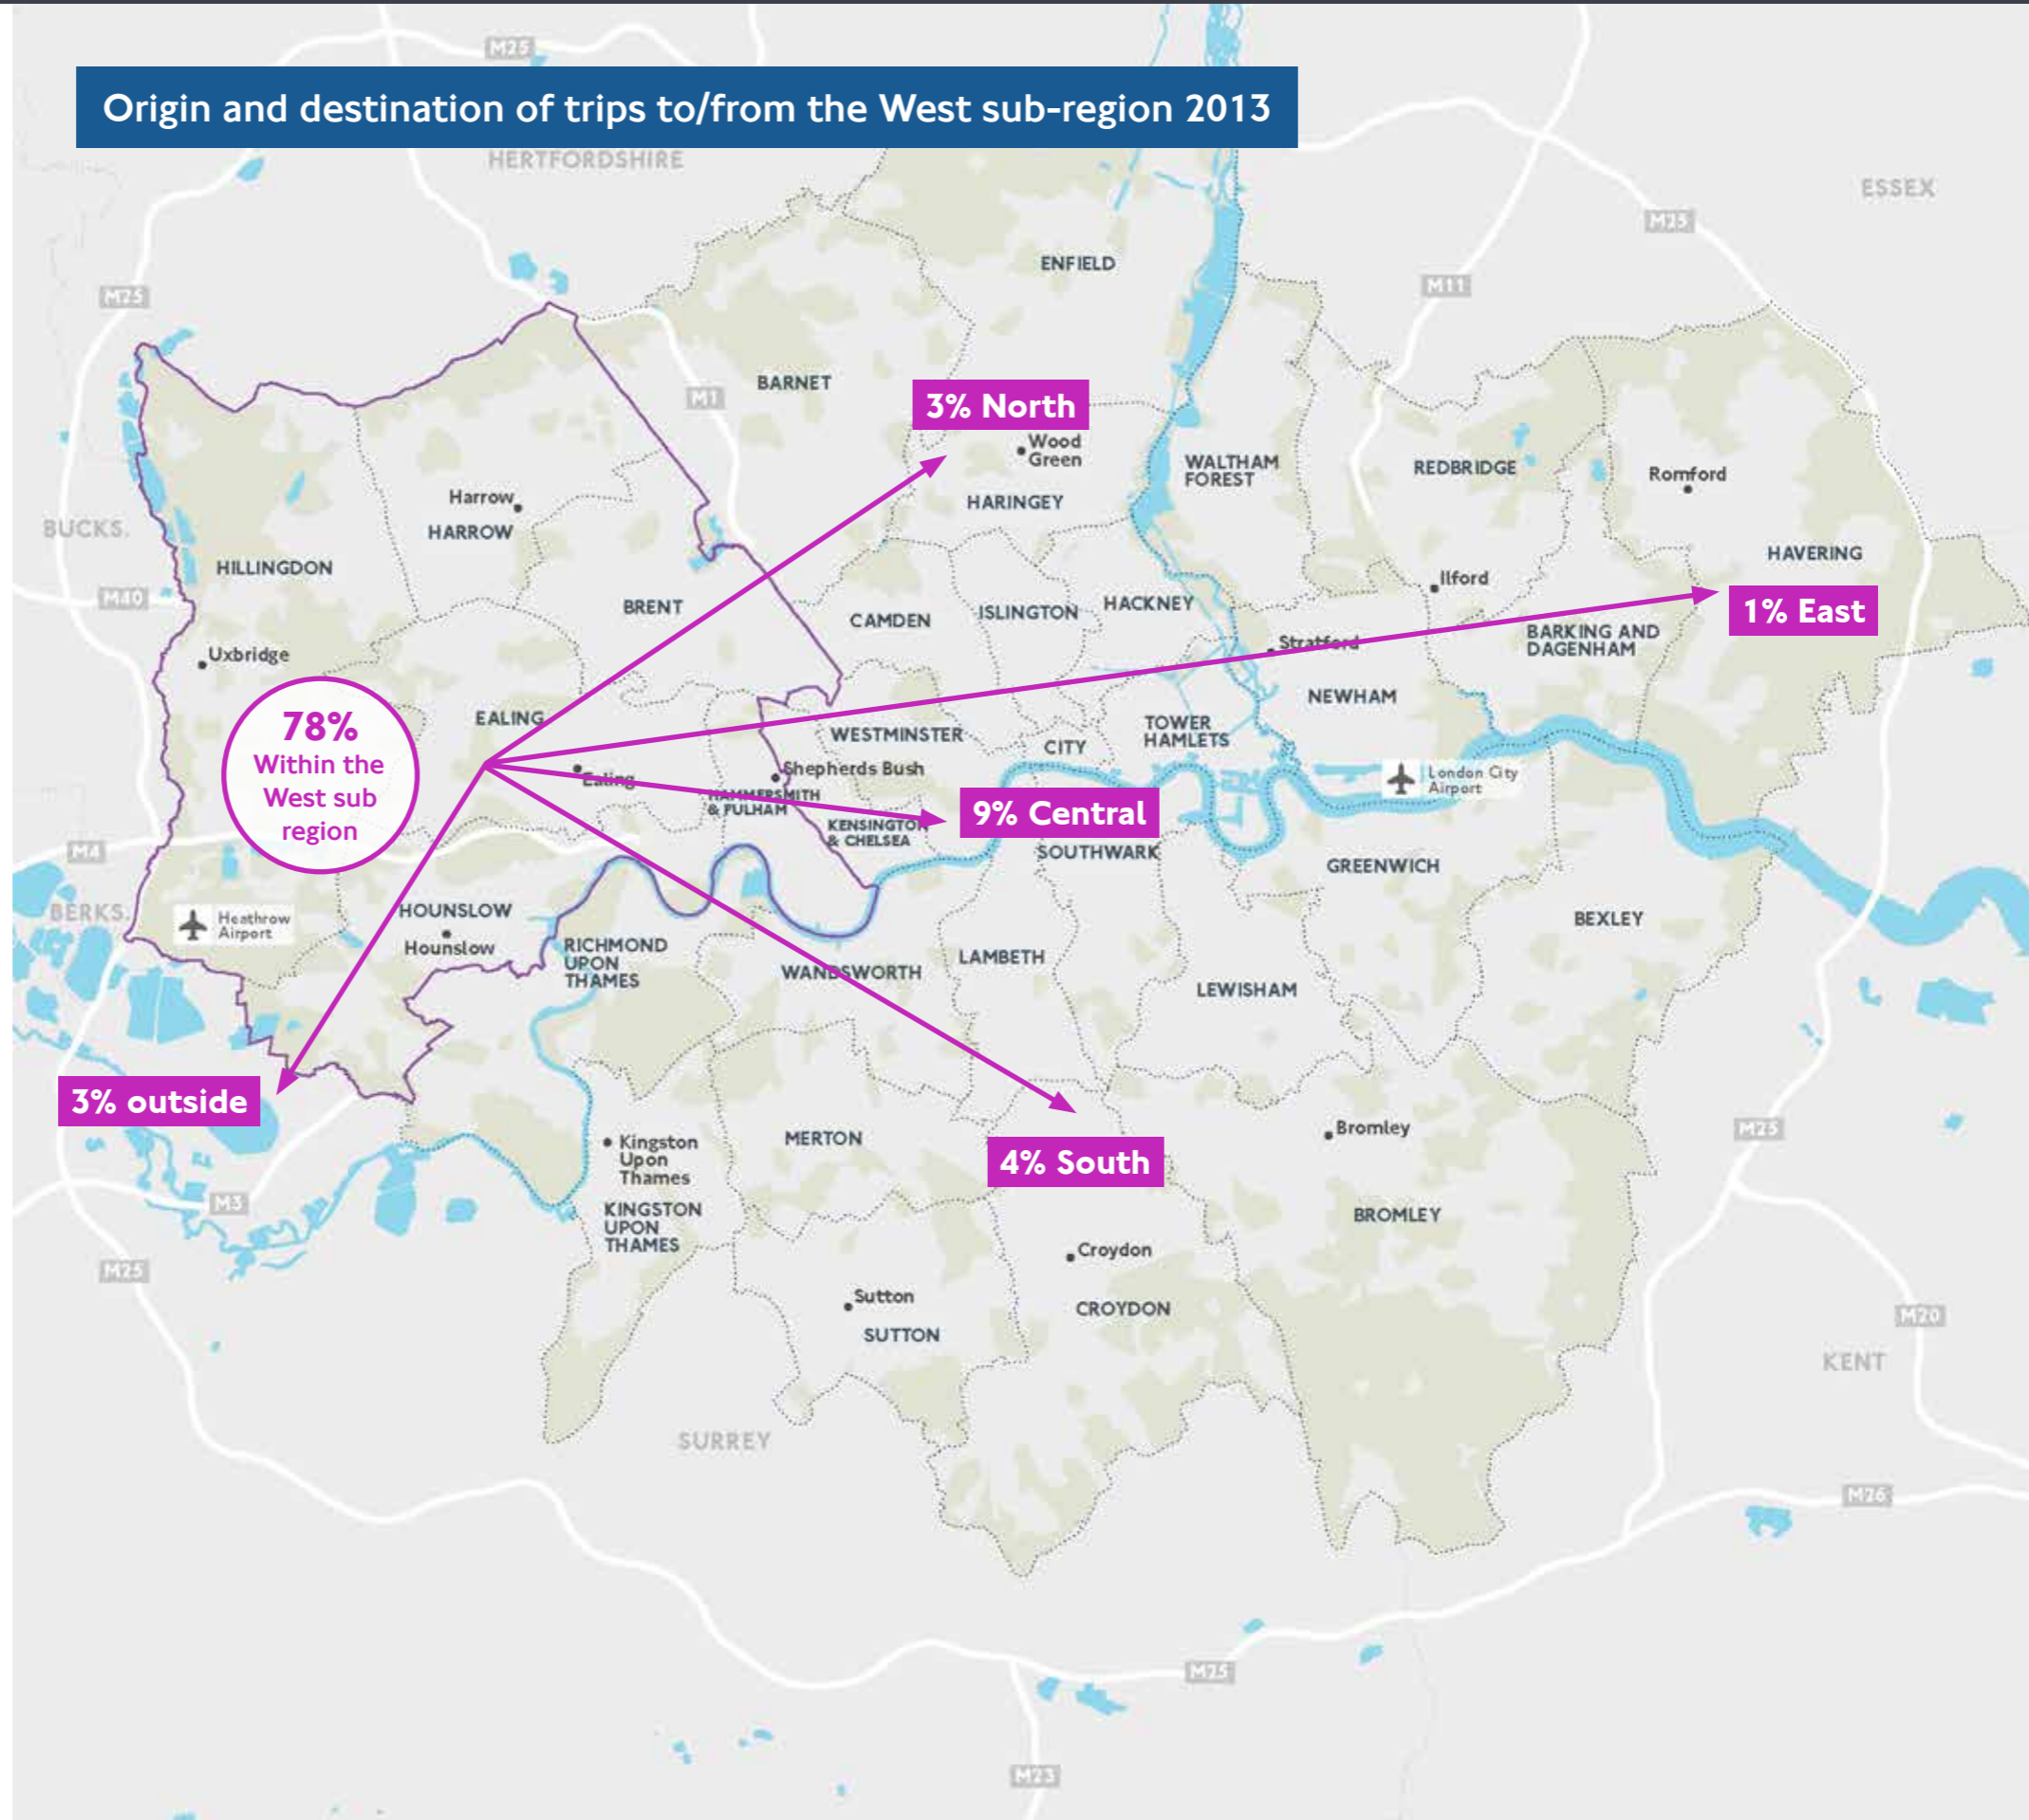 M25
Origin and destination of trips to/from the West sub-region 2013
HERTFORDSHIRE
ESSEX
M25
ENFIELD
M11
M25
BARNET
M1
3% North
Wood
Green
WALTHAM
FOREST
REDBRIDGE
Romford
Harrow
HARROW
HARINGEY
BUCKS.
HILLINGDON
HAVERING
M40
BRENT
CAMDEN
ISLINGTON
HACKNEY
Ilford
1% East
BARKING AND
DAGENHAM
Stratford
Uxbridge
NEWHAM
78%
Within the
West sub
region
EALING
WESTMINSTER
CITY
TOWER
HAMLETS
Ealing
Shepherds Bush
London City
Airport
HAMMERSMITH
& FULHAM
9% Central
KENSINGTON
& CHELSEA
M4
SOUTHWARK
GREENWICH
BERKS.
Heathrow
Airport
HOUNSLOW
Hounslow
RICHMOND
UPON
THAMES
BEXLEY
WANDSWORTH
LAMBETH
LEWISHAM
3% outside
Kingston
Upon
Thames
MERTON
4% South
Bromley
M25
M3
KINGSTON
UPON
THAMES
BROMLEY
M25
Croydon
CROYDON
Sutton
SUTTON
M20
KENT
SURREY
M26
M25
M23